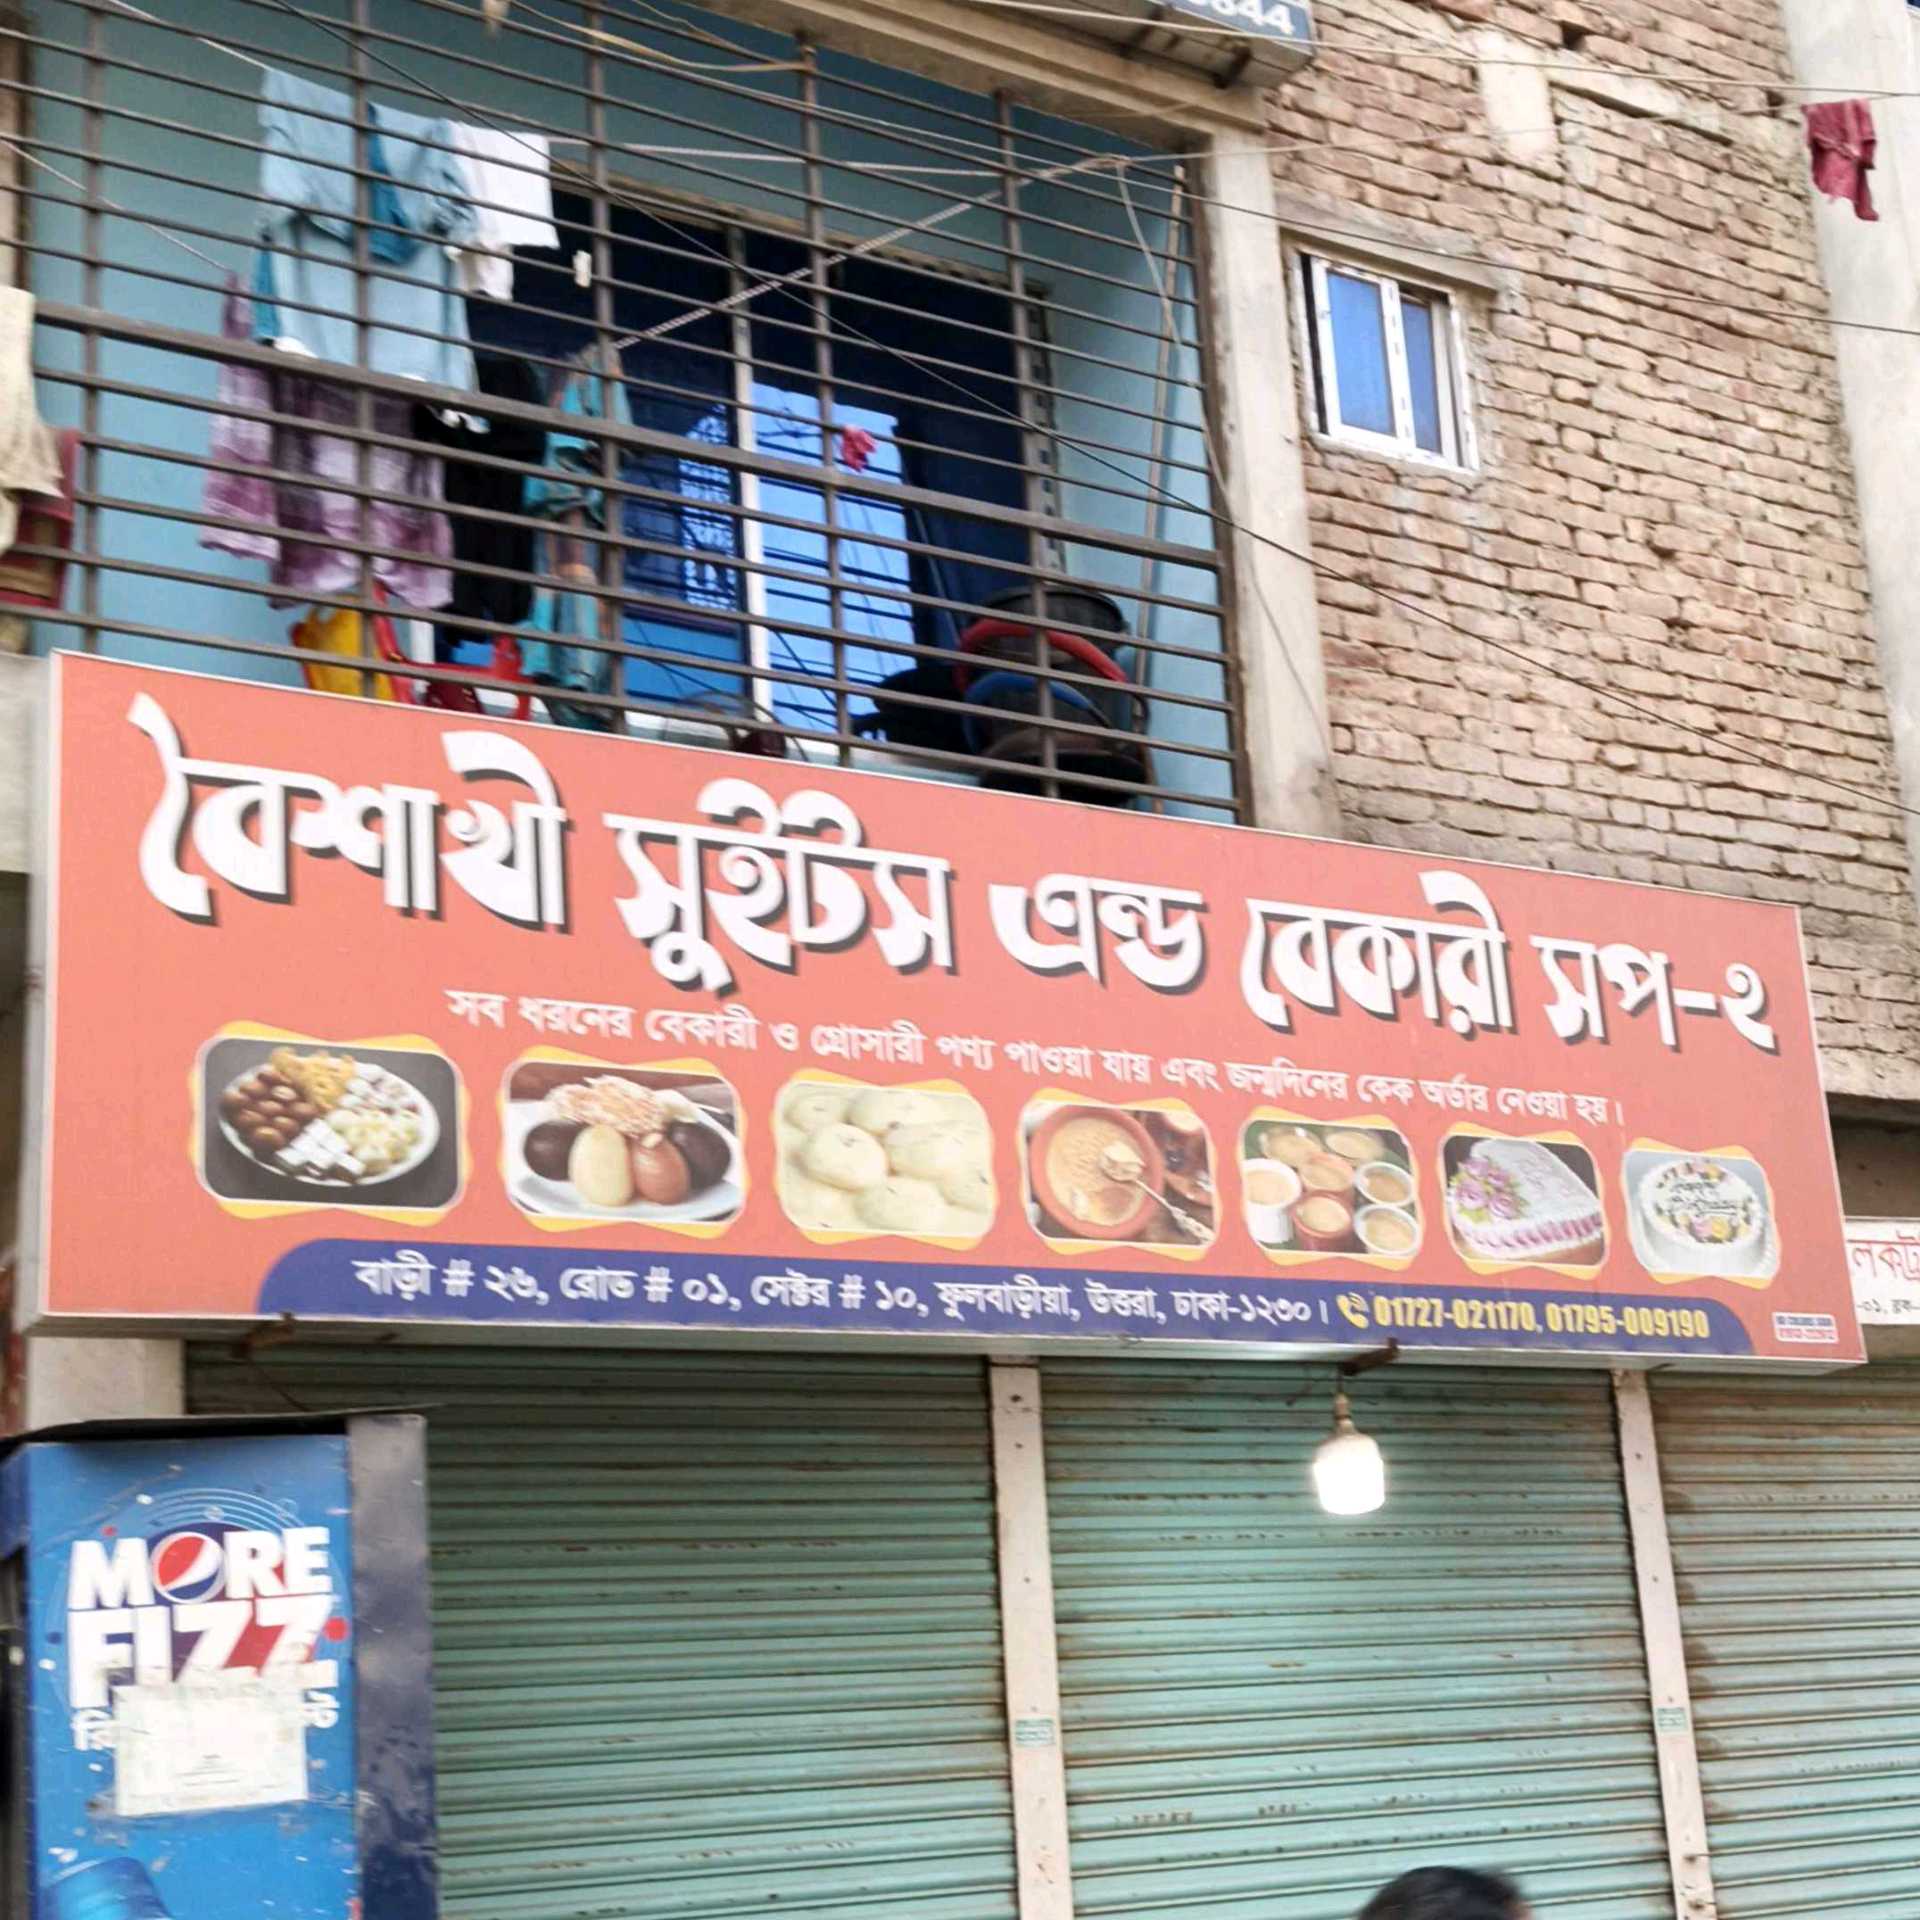 844
বৈশাখী সুইটস এন্ড বেকারী সপ-২
সব ধরনের বেকারী ও গ্রোসারী পণ্য পাওয়া যায় এবং জন্মদিনের কেক অর্ডার নেওয়া হয়।
বাড়ী # ২৬, রোড # ০১, সেক্টর # ১০, ফুলবাড়ীয়া, উত্তরা, ঢাকা-১২৩০। 01727-021170, 01795-009190
MORE
FIZZ